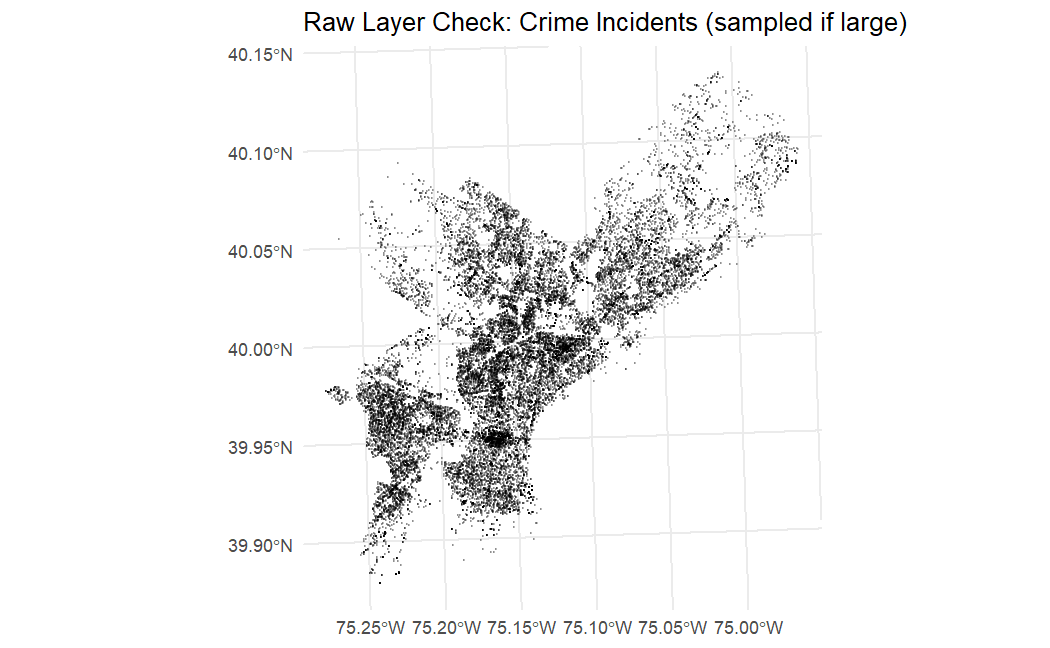 Raw Layer Check: Crime Incidents (sampled if large)
40.15°N
40.10°N
40.05°N
40.00°N
39.95°N
39.90°N
75.25°W 75.20°W 75.15°W 75.10°W 75.05°W 75.00°W